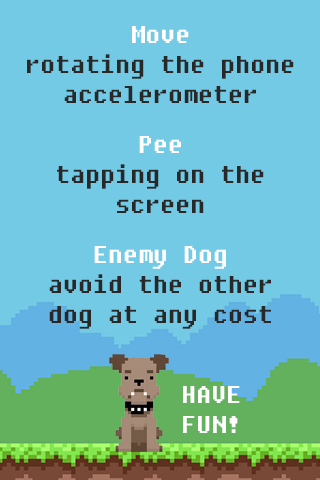 Move
rotating the phone
accelerometer
Pee
tapping on the
screen
Enemy Dog
avoid the other
dog at any cost
HAVE
FUN!